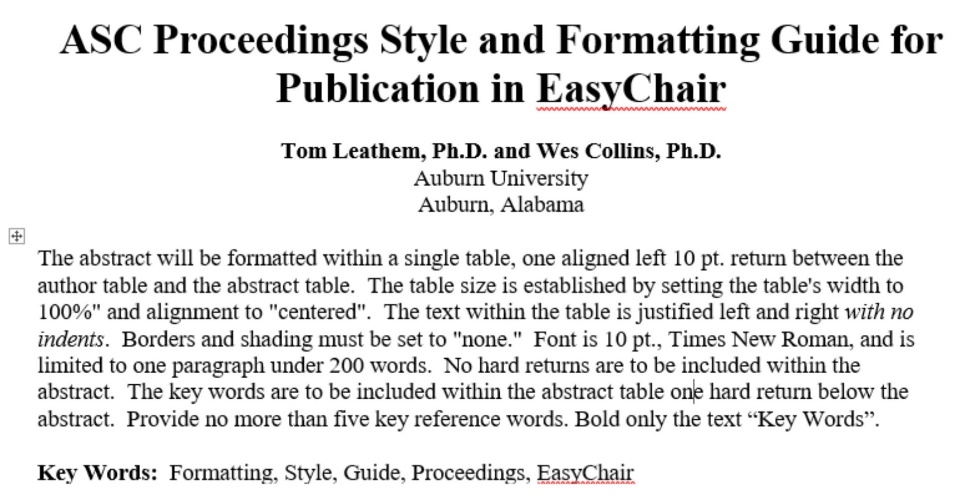 ASC Proceedings Style and Formatting Guide for
Publication in EasyChair
Tom Leathem, Ph.D. and Wes Collins, Ph.D.
Auburn University
Auburn, Alabama
The abstract will be formatted within a single table, one aligned left 10 pt. return between the
author table and the abstract table.  The table size is established by setting the table's width to
100%" and alignment to "centered".  The text within the table is justified left and right with no
indents.  Borders and shading must be set to "none."  Font is 10 pt., Times New Roman, and is
limited to one paragraph under 200 words.  No hard returns are to be included within the
abstract.  The key words are to be included within the abstract table one hard return below the
abstract.  Provide no more than five key reference words. Bold only the text “Key Words”.
Key Words:  Formatting, Style, Guide, Proceedings, EasyChair